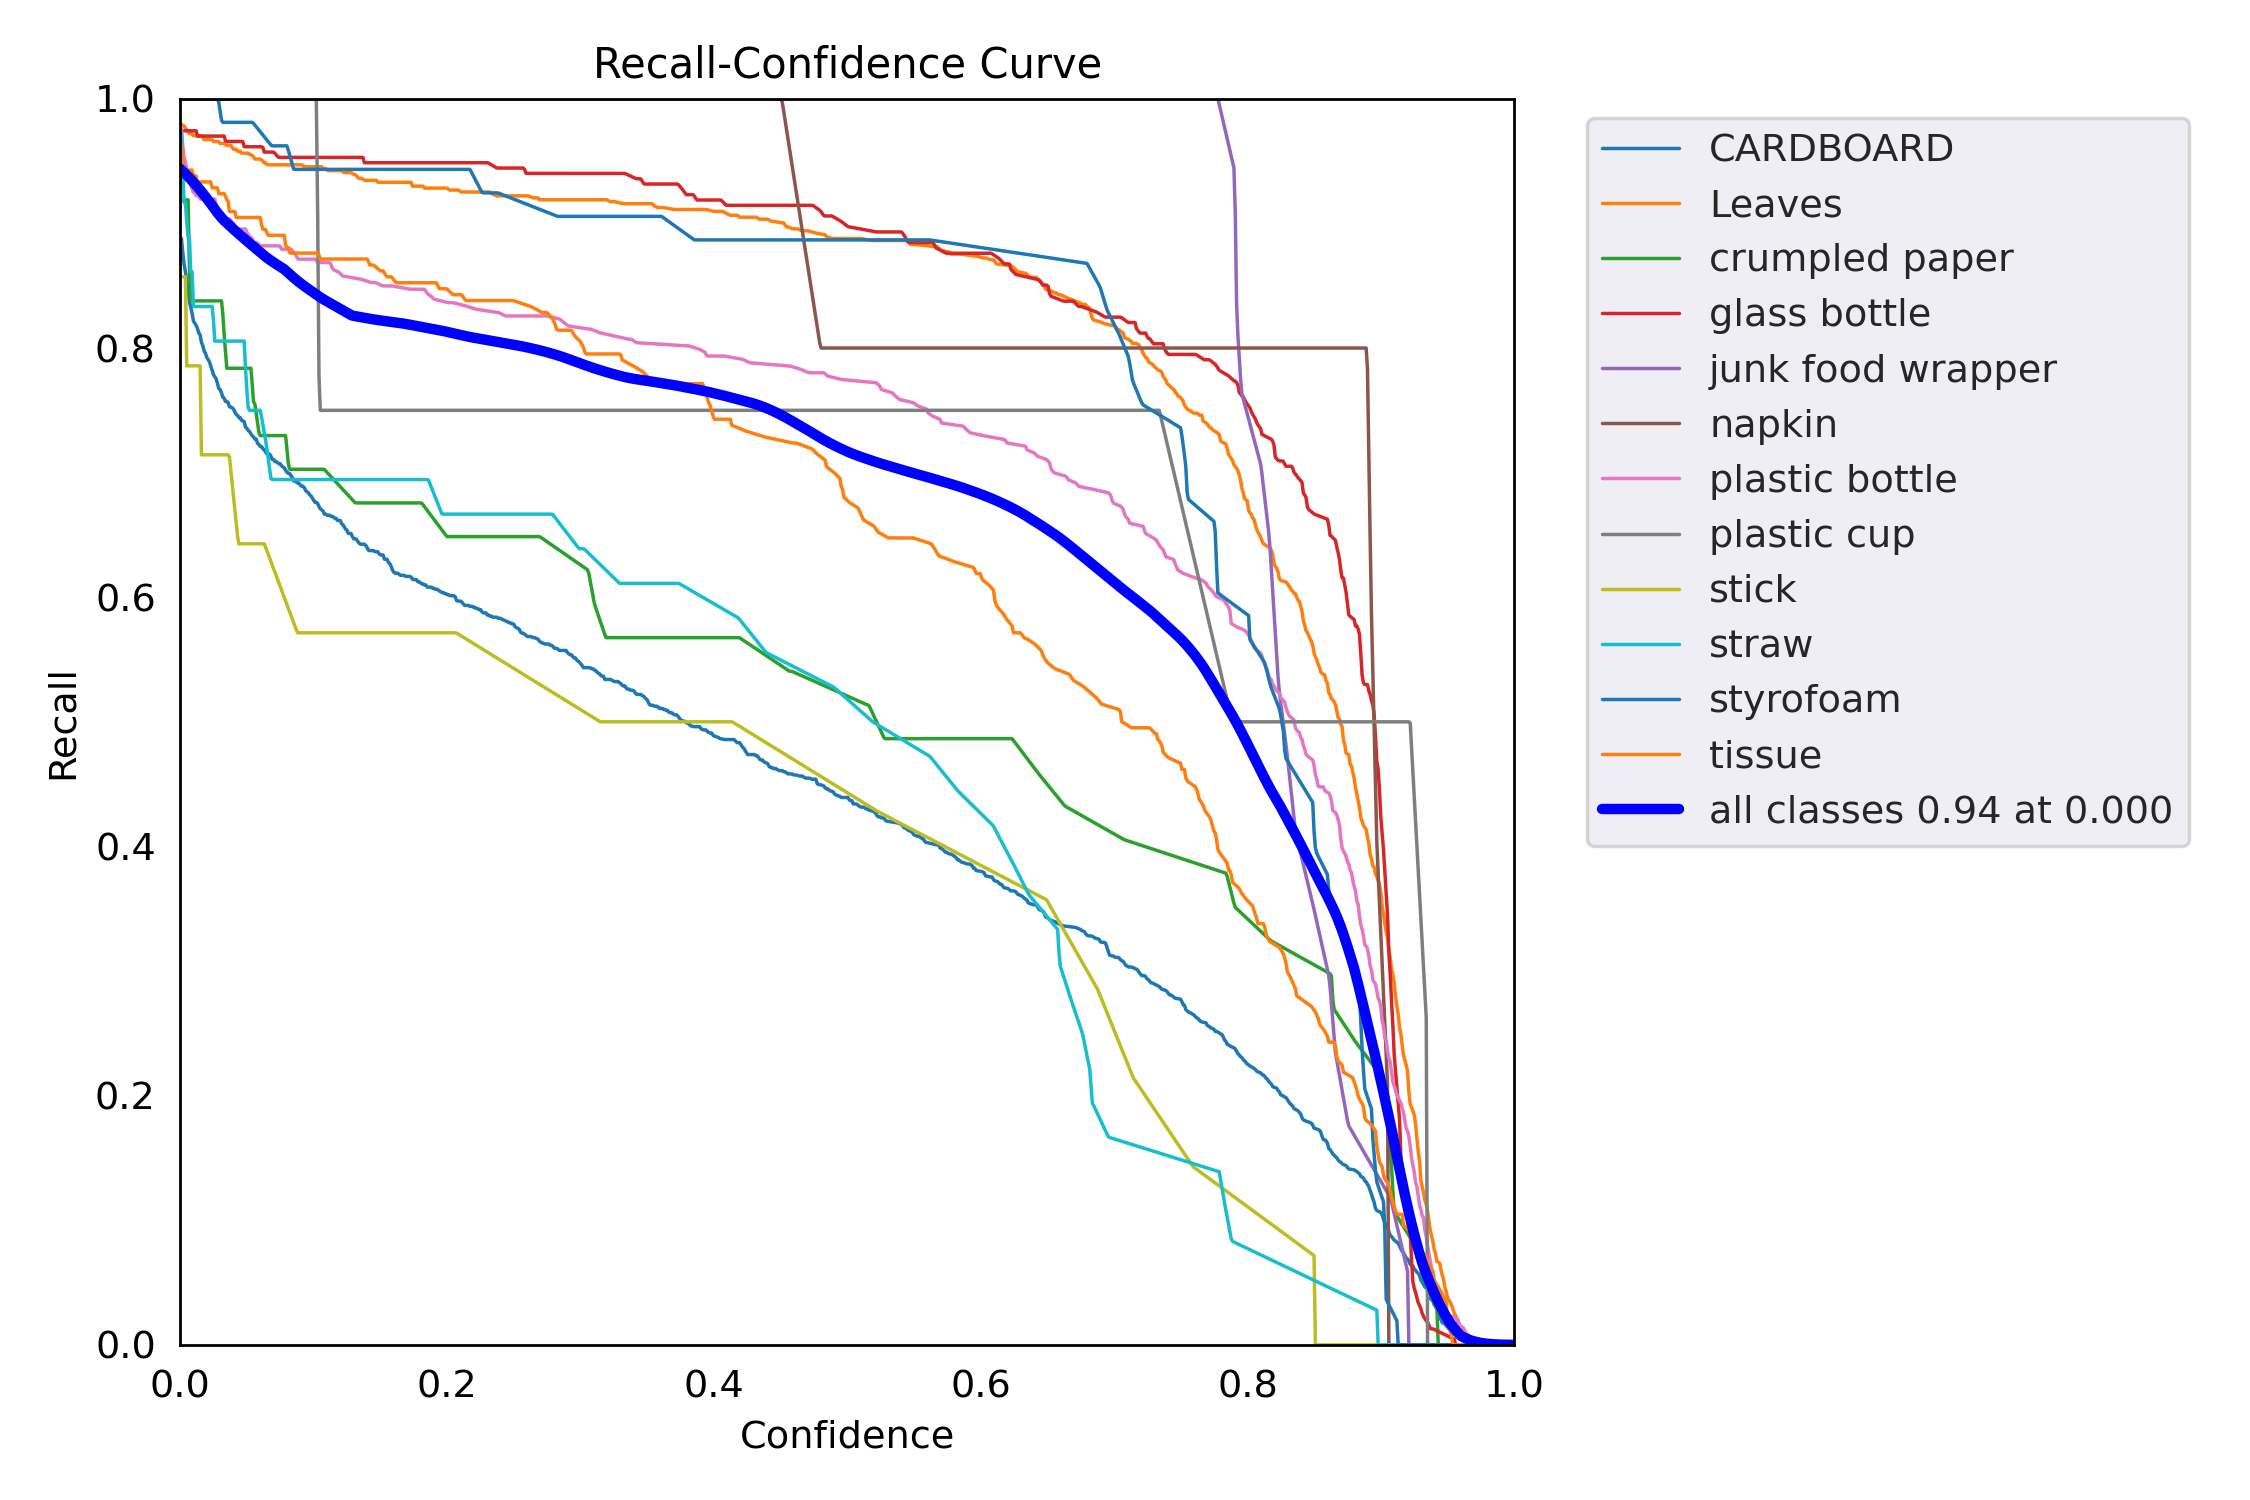 Recall-Confidence Curve
1.0
0.8
0.6
0.4
0.2
0.0
Recall
0.0 0.2 0.4 0.6 0.8 1.0
Confidence
CARDBOARD
Leaves
crumpled paper
glass bottle
junk food wrapper
napkin
plastic bottle
plastic cup
stick
straw
styrofoam
tissue
all classes 0.94 at 0.000